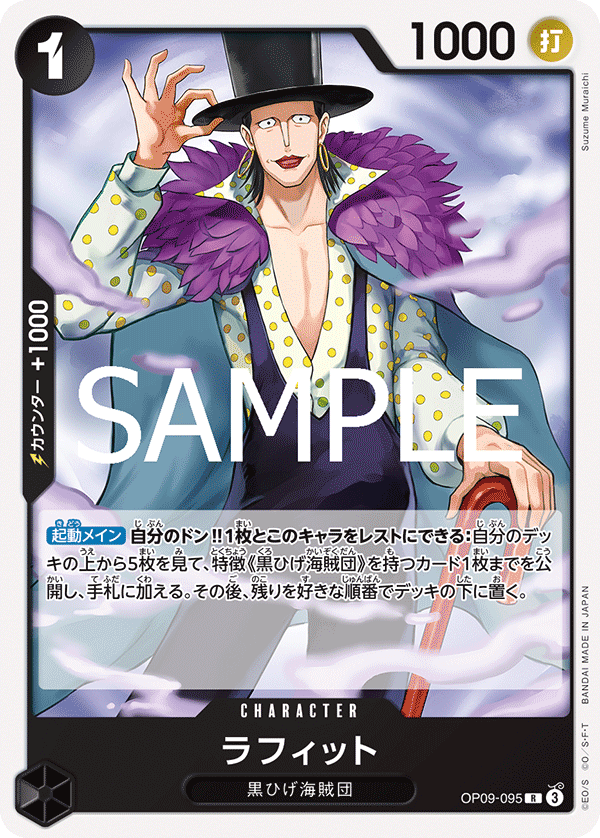 1
1000
打
Suzume Muraichi
カウンター +1000
SAMPLE
起動メイン 自分のドン!!1枚とこのキャラをレストにできる:自分のデッ
キの上から5枚を見て、特徴《黒ひげ海賊団》を持つカード1枚までを公
開し、手札に加える。その後、残りを好きな順番でデッキの下に置く。
CHARACTER
ラフィット
黒ひげ海賊団
OP09-095 R 3
©E.O/S ©O/S・F・T BANDAI MADE IN JAPAN